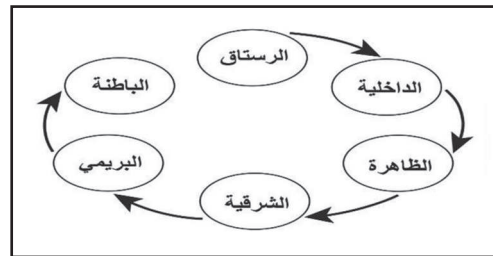 الرستاق
الداخلية
الظاهرة
الشرقية
البريمي
الباطنة